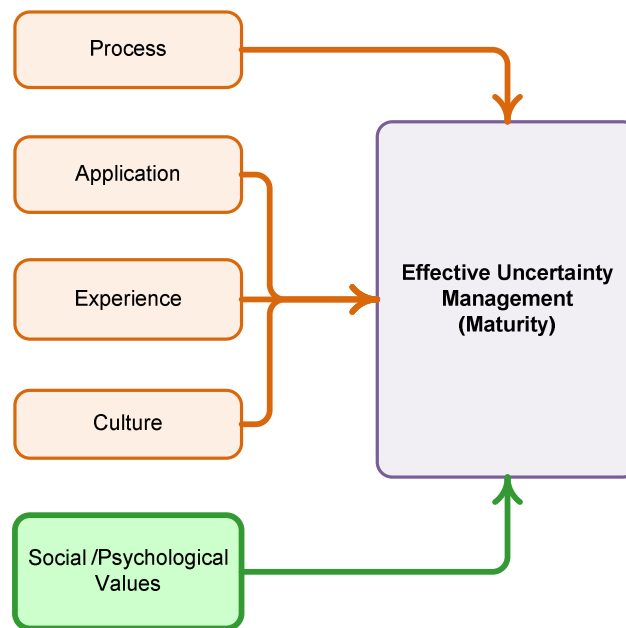 Process
Application
Experience
Culture
Social /Psychological
Values
Effective Uncertainty
Management
(Maturity)